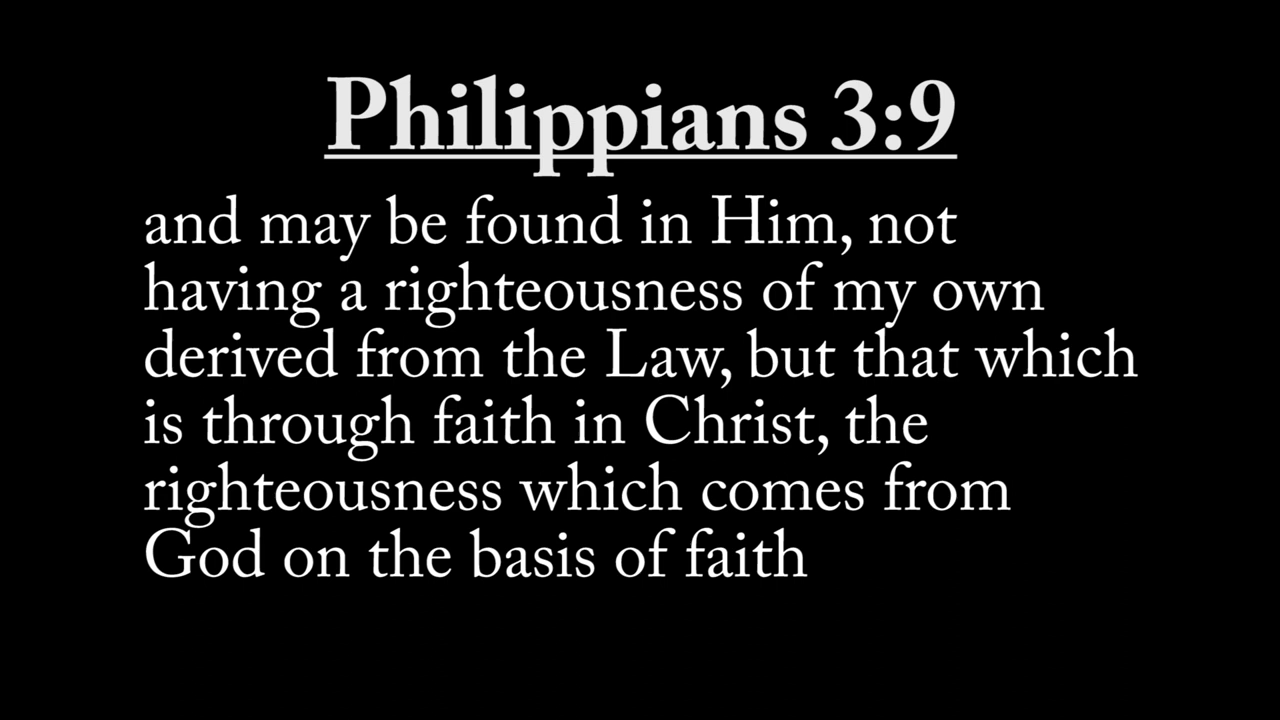 Philippians 3:9
and may be found in Him, not
having a righteousness of my own
derived from the Law, but that which
is through faith in Christ, the
righteousness which comes from
God on the basis of faith